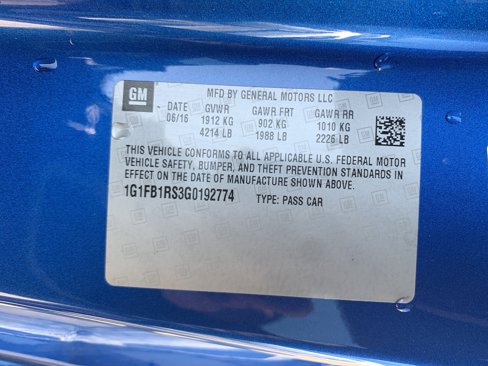 GM
MFD BY GENERAL MOTORS LLC
DATE GVWR GAWR FRT GAWR RR
06/16 1912 KG 902 KG 1010 KG
4214 LB 1988 LB 2226 LB
THIS VEHICLE CONFORMS TO ALL APPLICABLE U.S. FEDERAL MOTOR
VEHICLE SAFETY, BUMPER, AND THEFT PREVENTION STANDARDS IN
EFFECT ON THE DATE OF MANUFACTURE SHOWN ABOVE.
1G1FB1RS3G0192774 TYPE: PASS CAR